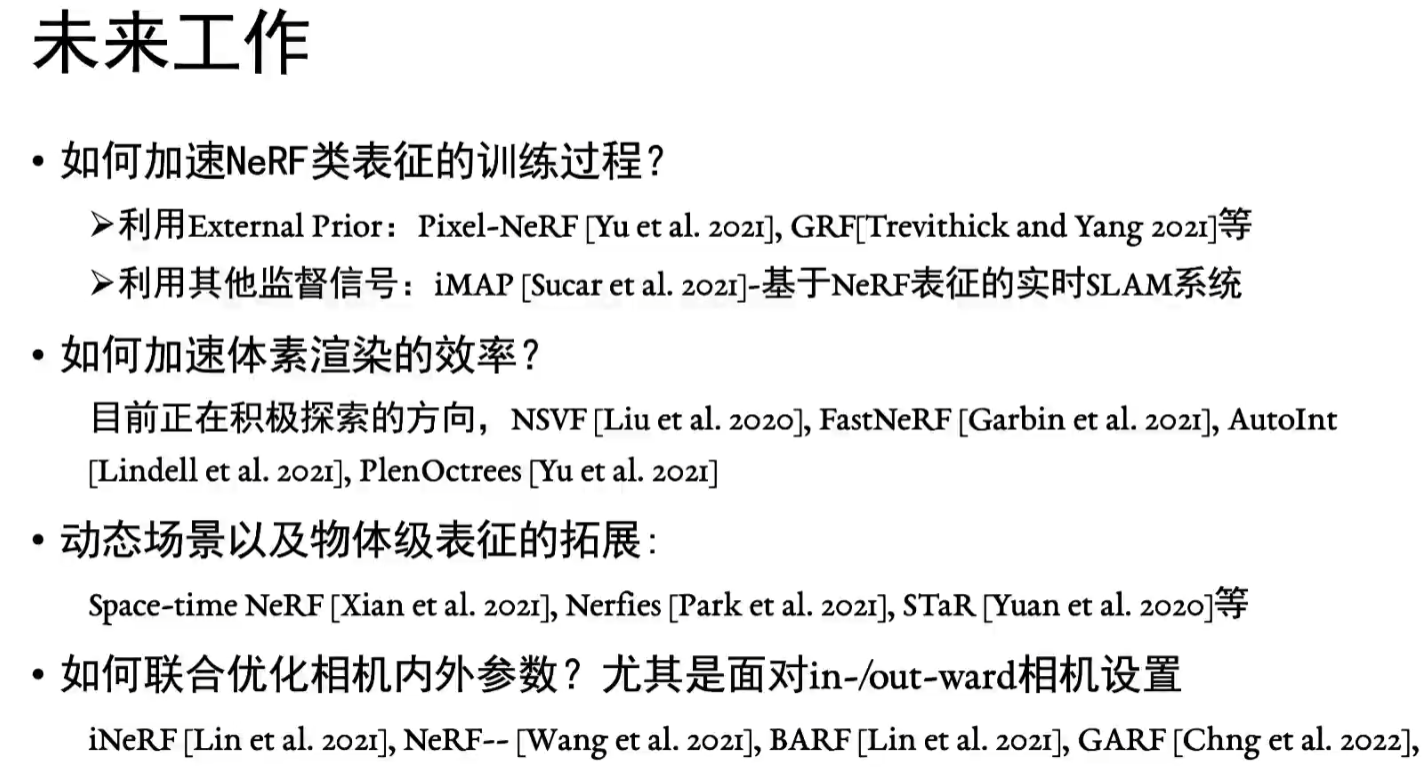 未来工作
• 如何加速NeRF类表征的训练过程?
➢利用External Prior：Pixel-NeRF [Yu et al. 2021], GRF[Trevithick and Yang 2021]等
➢利用其他监督信号：iMAP [Sucar et al. 2021]-基于NeRF表征的实时SLAM系统
• 如何加速体素渲染的效率?
目前正在积极探索的方向，NSVF [Liu et al. 2020], FastNeRF [Garbin et al. 2021], AutoInt
[Lindell et al. 2021], PlenOctrees [Yu et al. 2021]
• 动态场景以及物体级表征的拓展:
Space-time NeRF [Xian et al. 2021], Nerfies [Park et al. 2021], STaR [Yuan et al. 2020]等
• 如何联合优化相机内外参数？尤其是面对in-/out-ward相机设置
iNeRF [Lin et al. 2021], NeRF-- [Wang et al. 2021], BARF [Lin et al. 2021], GARF [Chng et al. 2022],